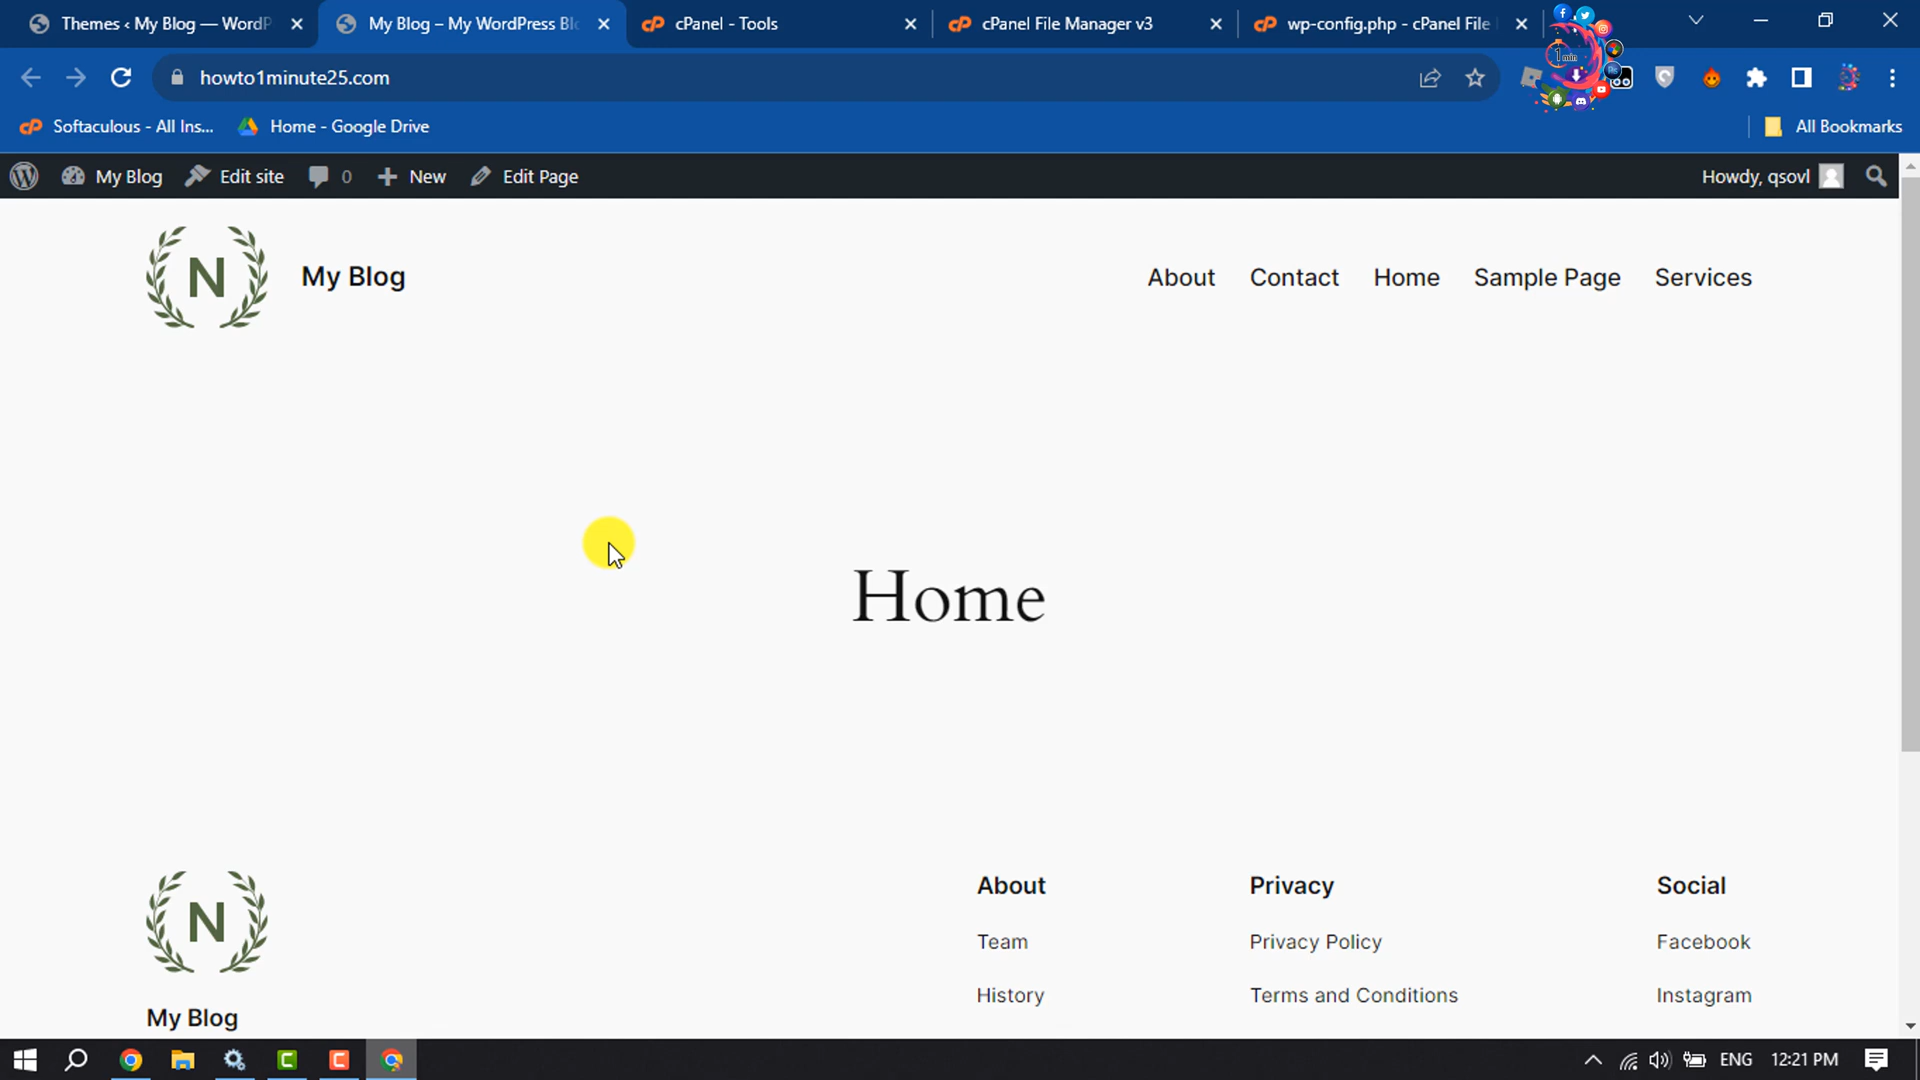 Themes ‹ My Blog — WordP
My Blog – My WordPress Bl
cPanel - Tools
cPanel File Manager v3
wp-config.php - cPanel File
howto1minute25.com
1 min
Softaculous - All Ins...
Home - Google Drive
All Bookmarks
My Blog
Edit site
0
New
Edit Page
Howdy, qsovl
N
My Blog
About
Contact
Home
Sample Page
Services
Home
N
My Blog
About
Team
History
Privacy
Privacy Policy
Terms and Conditions
Social
Facebook
Instagram
ENG
12:21 PM